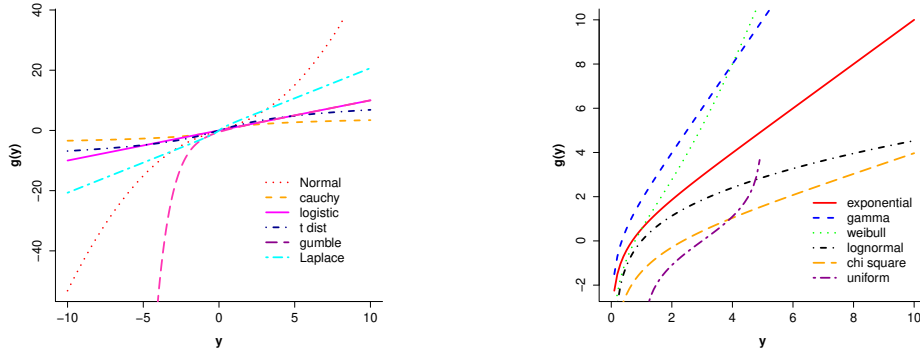 40
20
0
−20
−40
g(y)
−10
−5
0
5
10
y
Normal
cauchy
logistic
t dist
gumble
Laplace
10
8
6
4
2
0
−2
g(y)
0
2
4
6
8
10
y
exponential
gamma
weibull
lognormal
chi square
uniform